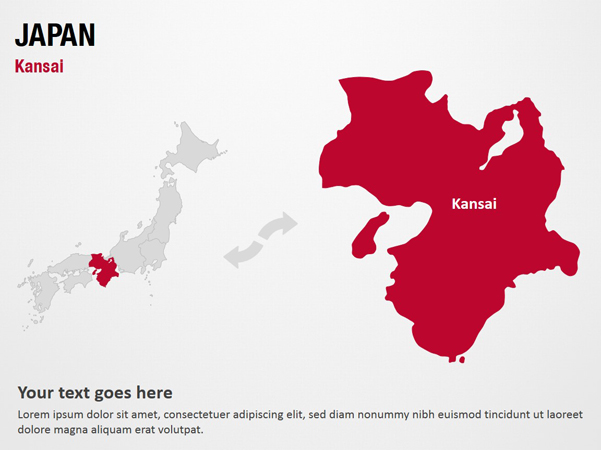 JAPAN
Kansai
Kansai
Your text goes here
Lorem ipsum dolor sit amet, consectetuer adipiscing elit, sed diam nonummy nibh euismod tincidunt ut laoreet
dolore magna aliquam erat volutpat.